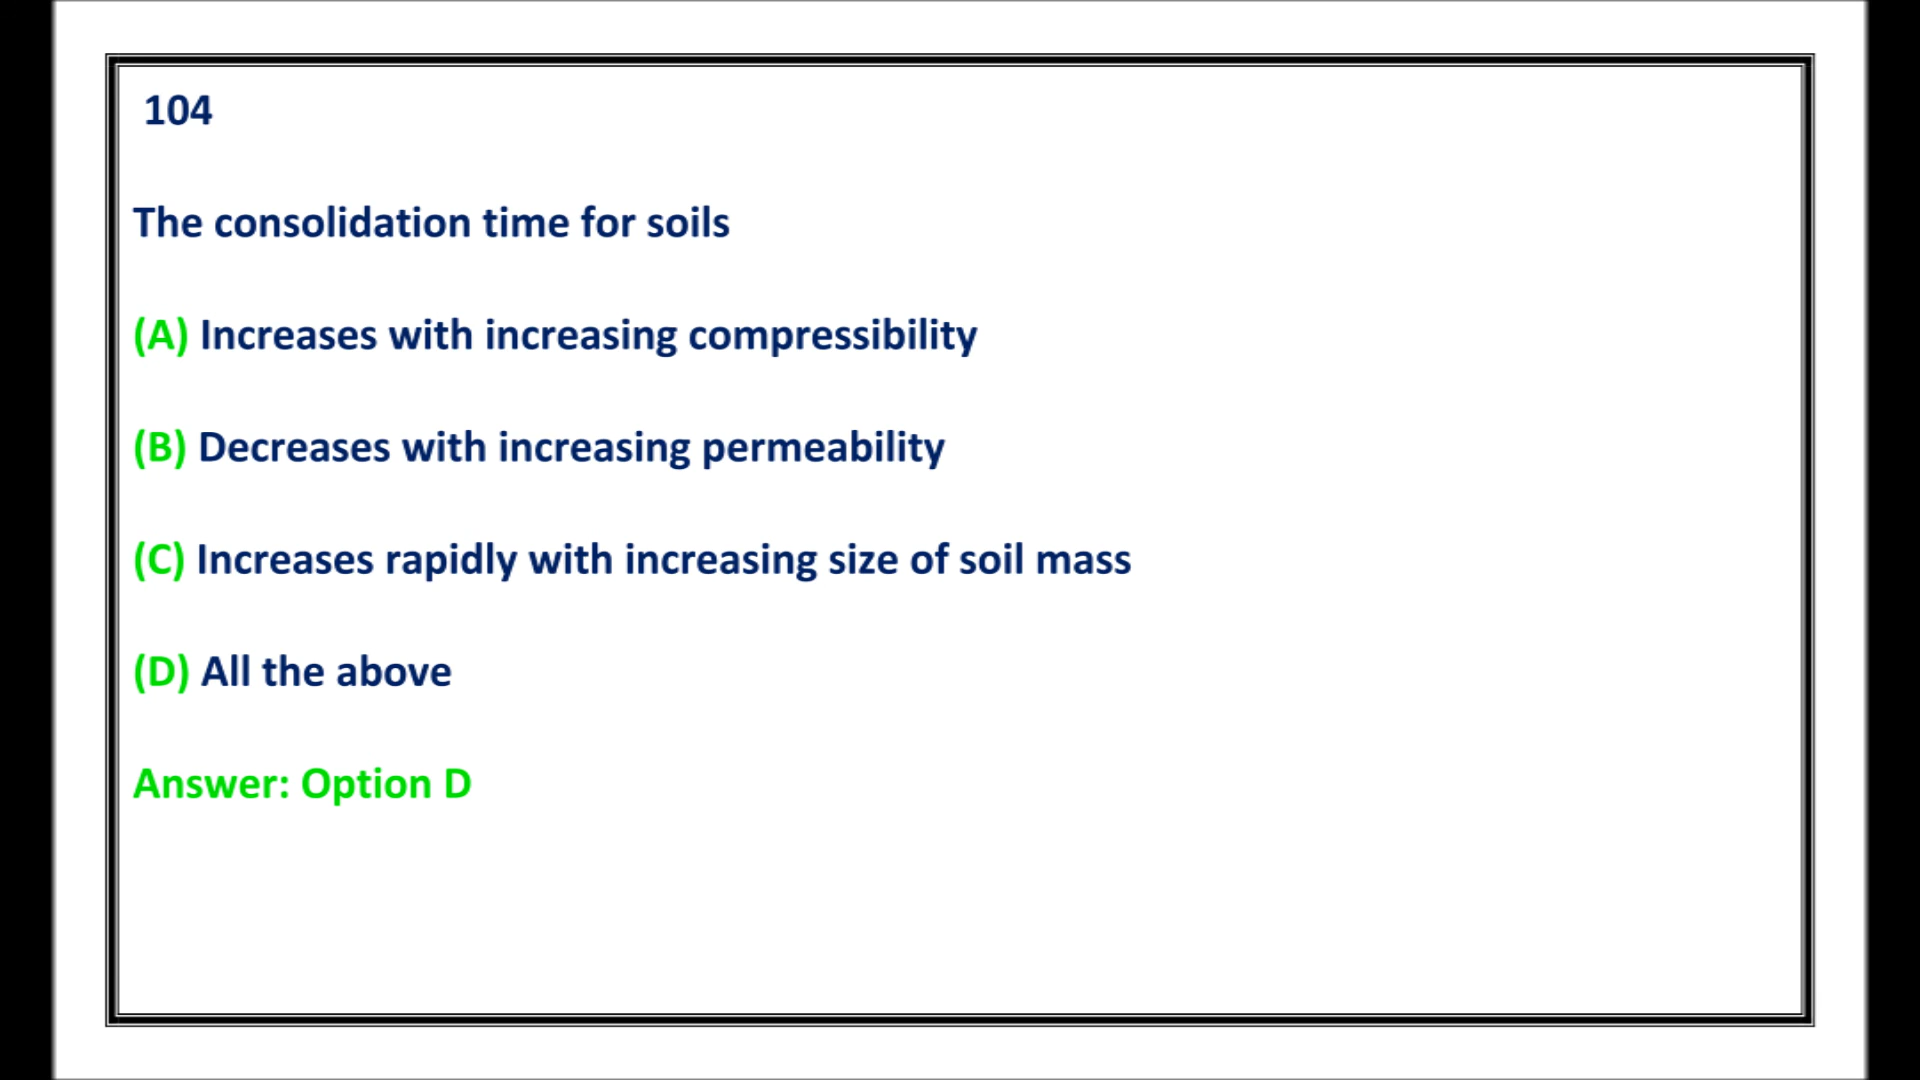 104
The consolidation time for soils
(A) Increases with increasing compressibility
(B) Decreases with increasing permeability
(C) Increases rapidly with increasing size of soil mass
(D) All the above
Answer: Option D